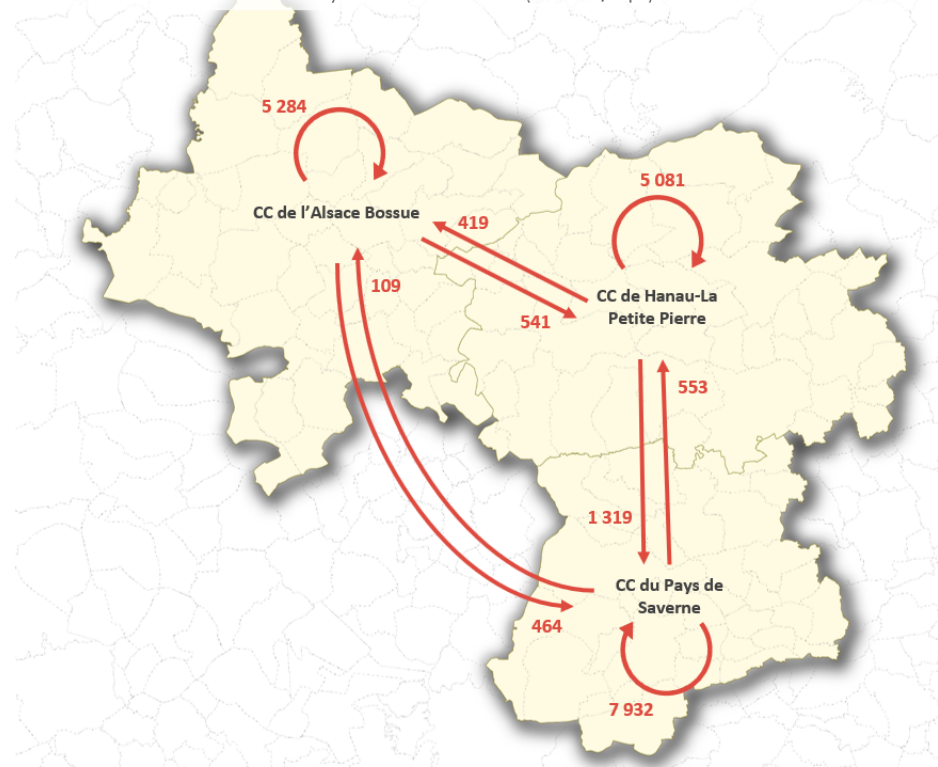 5 284
5 081
CC de l'Alsace Bossue
419
109
CC de Hanau-La
Petite Pierre
541
553
1 319
CC du Pays de
Saverne
464
7 932